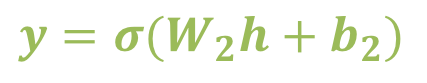 y = σ(W₂h + b₂)